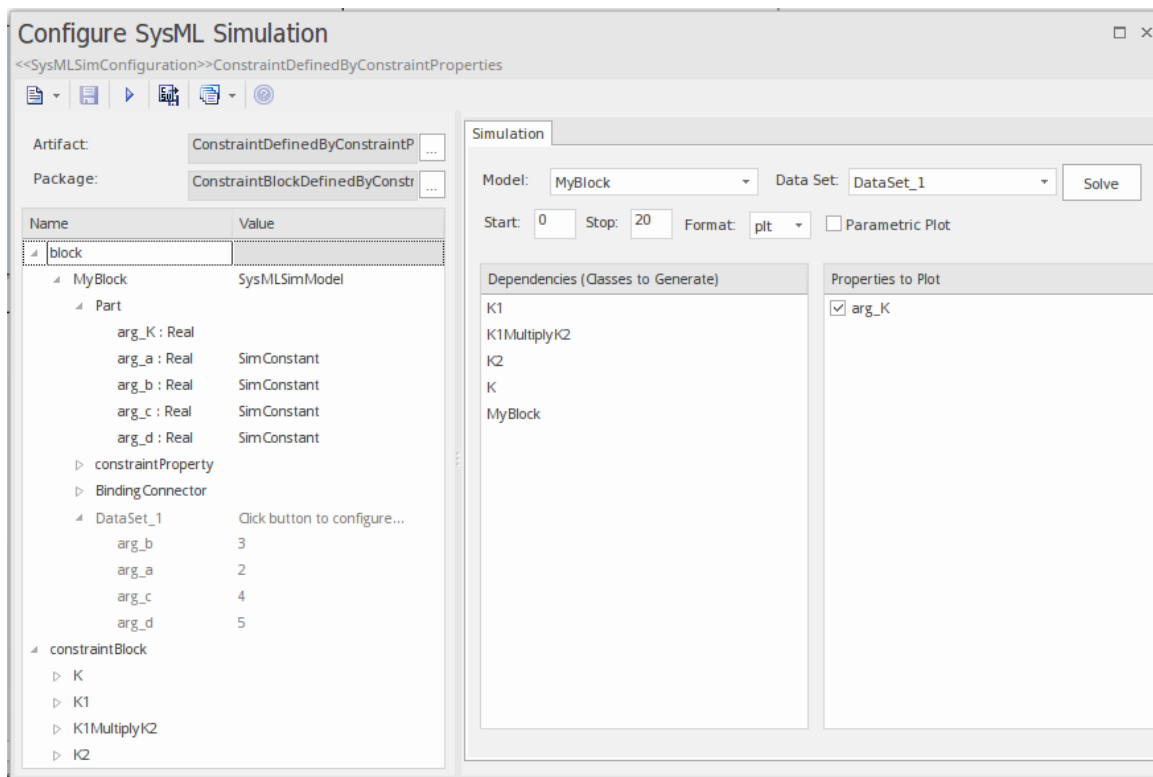 Configure SysML Simulation
<<SysMLSimConfiguration>>ConstraintDefinedByConstraintProperties
Artifact: ConstraintDefinedByConstraintP ...
Package: ConstraintBlockDefinedByConstr ...
Name Value
block
MyBlock SysMLSimModel
Part
arg_K : Real
arg_a : Real SimConstant
arg_b : Real SimConstant
arg_c : Real SimConstant
arg_d : Real SimConstant
constraintProperty
BindingConnector
DataSet_1 Click button to configure...
arg_b 3
arg_a 2
arg_c 4
arg_d 5
constraintBlock
K
K1
K1MultiplyK2
K2
Simulation
Model: MyBlock Data Set: DataSet_1 Solve
Start: 0 Stop: 20 Format: plt Parametric Plot
Dependencies (Classes to Generate)
K1
K1MultiplyK2
K2
K
MyBlock
Properties to Plot
arg_K